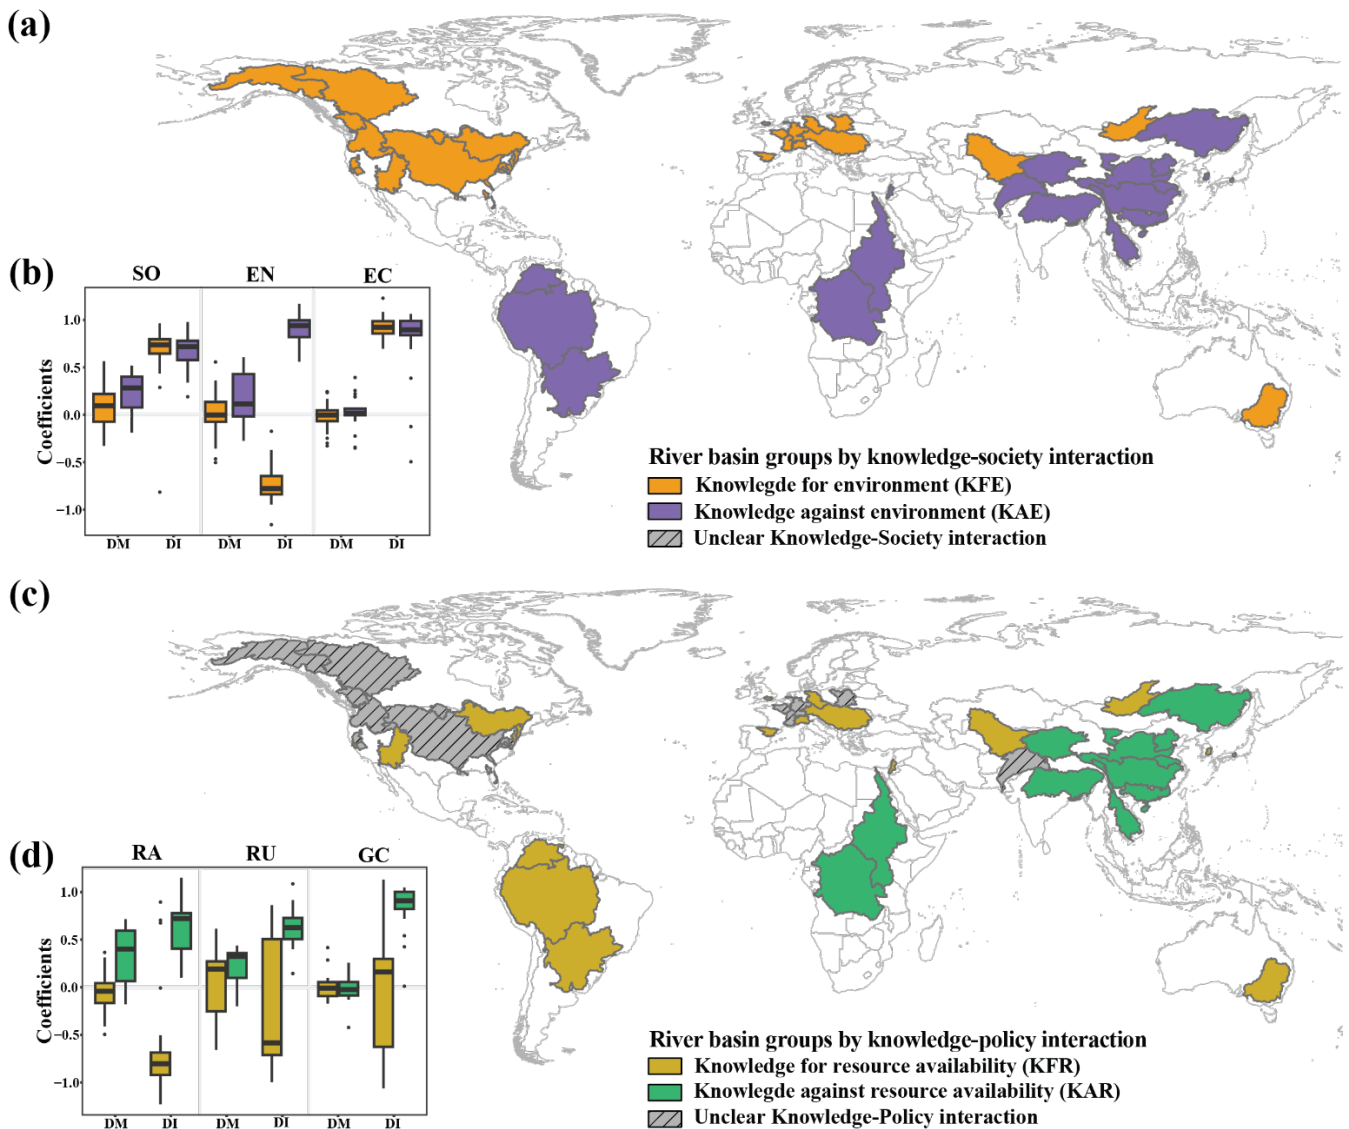 (a)
(b)
SO EN EC
Coefficients
1.0
0.5
0.0
−0.5
−1.0
DM DI DM DI DM DI
River basin groups by knowledge-society interaction
Knowlegde for environment (KFE)
Knowledge against environment (KAE)
Unclear Knowledge-Society interaction
(c)
(d)
RA RU GC
Coefficients
1.0
0.5
0.0
−0.5
−1.0
DM DI DM DI DM DI
River basin groups by knowledge-policy interaction
Knowledge for resource availability (KFR)
Knowlegde against resource availability (KAR)
Unclear Knowledge-Policy interaction